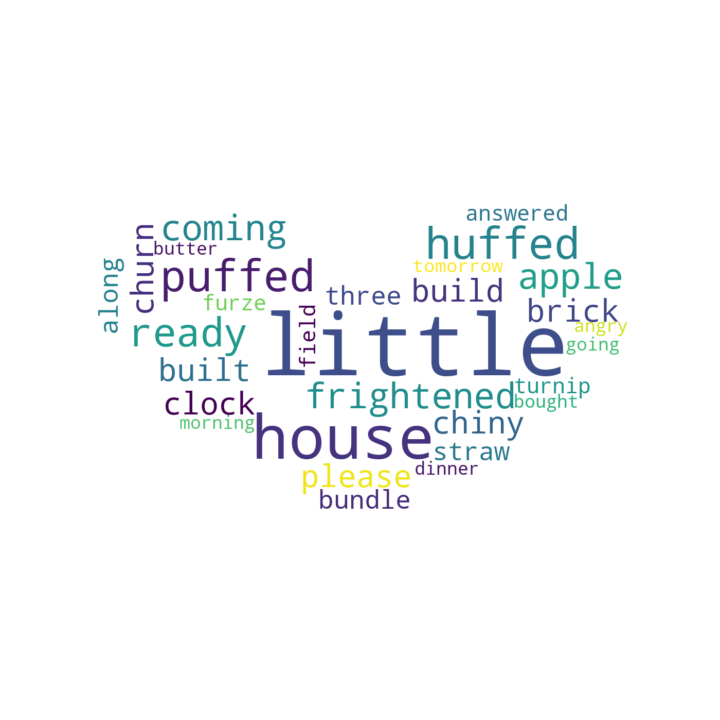 answered
coming
huffed
churn
butter
tomorrow
puffed
apple
along
three
build
furze
brick
field
ready
little
angry
going
built
turnip
frightened
bought
clock
chiny
morning
house
straw
please
dinner
bundle